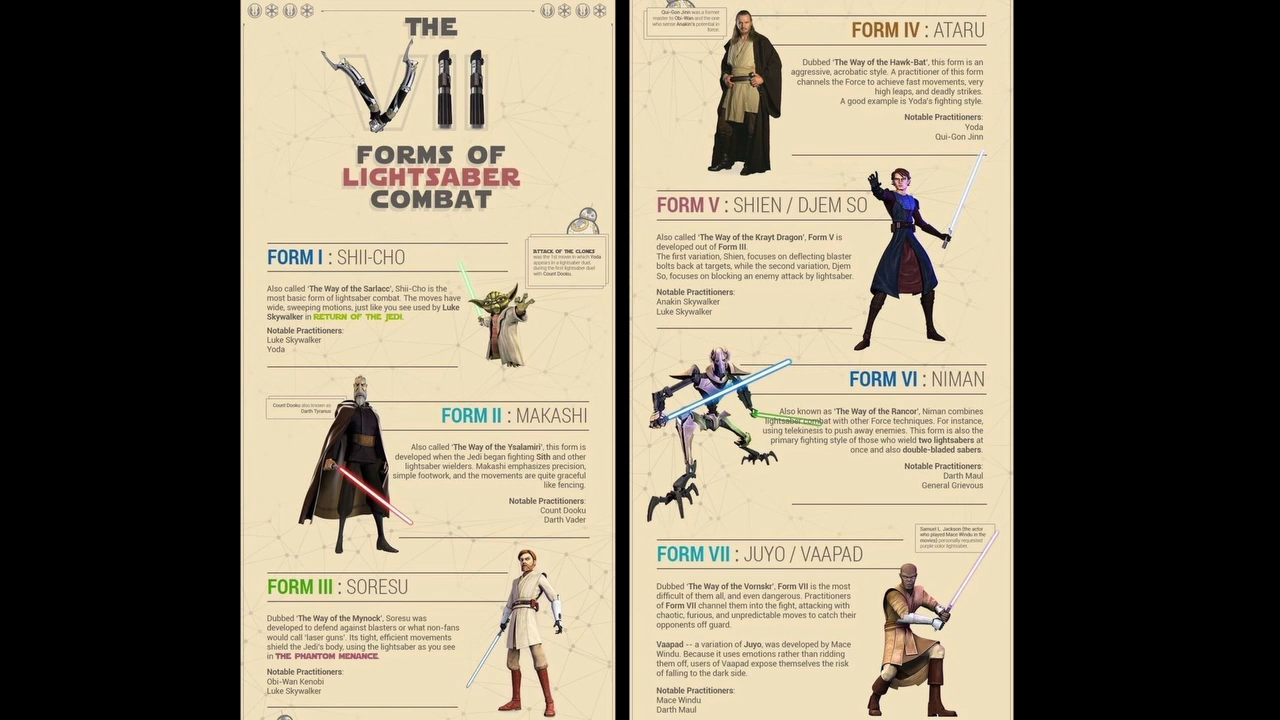 THE
VII
FORMS OF
LIGHTSABER
COMBAT
ATTACK OF THE CLONES
was the 1st movie in which Yoda
appears in a lightsaber duel,
during the first lightsaber duel
with Count Dooku.
FORM I : SHII-CHO
Also called 'The Way of the Sarlacc', Shii-Cho is the
most basic form of lightsaber combat. The moves have
wide, sweeping motions, just like you see used by Luke
Skywalker in RETURN OF THE JEDI.
Notable Practitioners:
Luke Skywalker
Yoda
Count Dooku also known as
Darth Tyranus
FORM II : MAKASHI
Also called 'The Way of the Ysalamiri', this form is
developed when the Jedi began fighting Sith and other
lightsaber wielders. Makashi emphasizes precision,
simple footwork, and the movements are quite graceful
like fencing.
Notable Practitioners:
Count Dooku
Darth Vader
FORM III : SORESU
Dubbed 'The Way of the Mynock', Soresu was
developed to defend against blasters or what non-fans
would call 'laser guns'. Its tight, efficient movements
shield the Jedi's body, using the lightsaber as you see
in THE PHANTOM MENANCE.
Notable Practitioners:
Obi-Wan Kenobi
Luke Skywalker
Qui-Gon Jinn was a former
master to Obi-Wan and the one
who sense Anakin's potential in
force.
FORM IV : ATARU
Dubbed 'The Way of the Hawk-Bat', this form is an
aggressive, acrobatic style. A practitioner of this form
channels the Force to achieve fast movements, very
high leaps, and deadly strikes.
A good example is Yoda's fighting style.
Notable Practitioners:
Yoda
Qui-Gon Jinn
FORM V : SHIEN / DJEM SO
Also called 'The Way of the Krayt Dragon', Form V is
developed out of Form III.
The first variation, Shien, focuses on deflecting blaster
bolts back at targets, while the second variation, Djem
So, focuses on blocking an enemy attack by lightsaber.
Notable Practitioners:
Anakin Skywalker
Luke Skywalker
FORM VI : NIMAN
Also known as 'The Way of the Rancor', Niman combines
lightsaber combat with other Force techniques. For instance,
using telekinesis to push away enemies. This form is also the
primary fighting style of those who wield two lightsabers at
once and also double-bladed sabers.
Notable Practitioners:
Darth Maul
General Grievous
Samuel L. Jackson (the actor
who played Mace Windu in the
movies) personally requested
purple color lightsaber.
FORM VII : JUYO / VAAPAD
Dubbed 'The Way of the Vornskr', Form VII is the most
difficult of them all, and even dangerous. Practitioners
of Form VII channel them into the fight, attacking with
chaotic, furious, and unpredictable moves to catch their
opponents off guard.
Vaapad -- a variation of Juyo, was developed by Mace
Windu. Because it uses emotions rather than ridding
them off, users of Vaapad expose themselves the risk
of falling to the dark side.
Notable Practitioners:
Mace Windu
Darth Maul